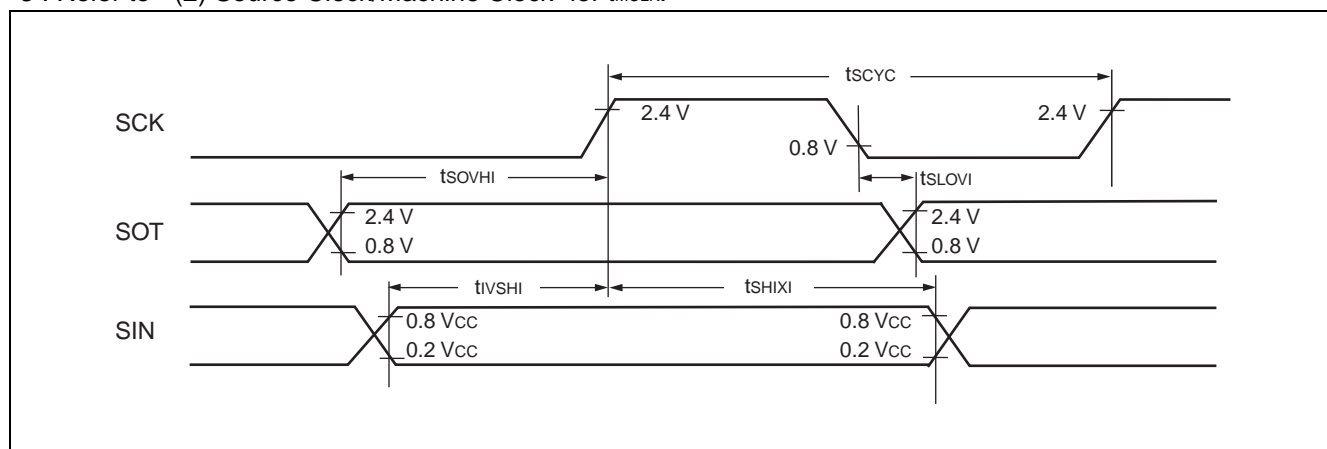 tSCYC
SCK
2.4 V
2.4 V
0.8 V
tSOVHI
tSLOVI
SOT
2.4 V
2.4 V
0.8 V
0.8 V
tIVSHI
tSHIXI
SIN
0.8 VCC
0.8 VCC
0.2 VCC
0.2 VCC